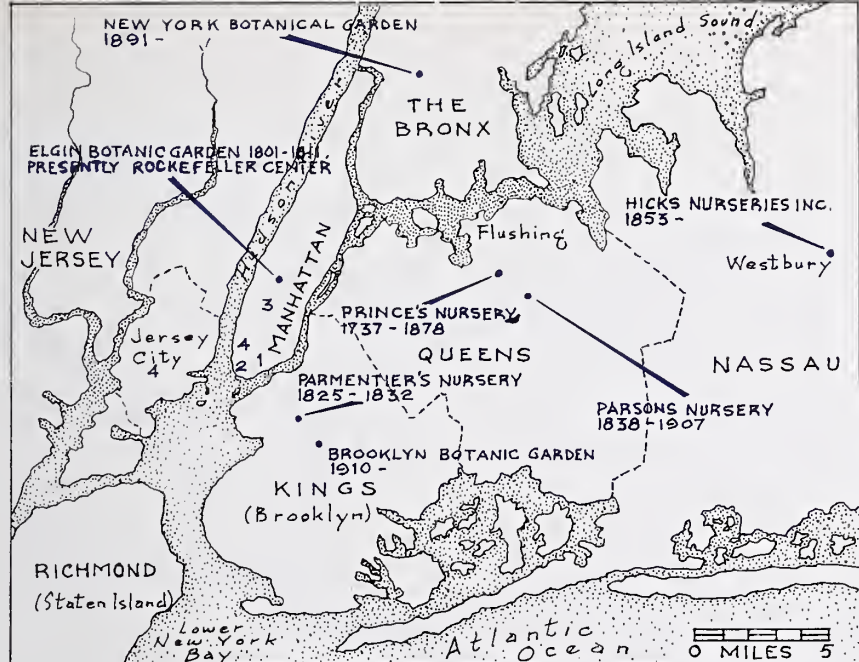 NEW YORK BOTANICAL GARDEN
1891-
Long Island Sound
THE
BRONX
Hudson River
ELGIN BOTANIC GARDEN 1801-1811,
PRESENTLY ROCKEFELLER CENTER
HICKS NURSERIES INC.
1853-
NEW
JERSEY
Flushing
Westbury
MANHATTAN
3
PRINCE'S NURSERY
1737-1878
Jersey
City
4
4
2 1
QUEENS
NASSAU
PARMENTIER'S NURSERY
1825-1832
PARSONS NURSERY
1838-1907
BROOKLYN BOTANIC GARDEN
1910-
KINGS
(Brooklyn)
RICHMOND
(Staten Island)
Lower
New York
Bay
Atlantic
Ocean
0 MILES 5